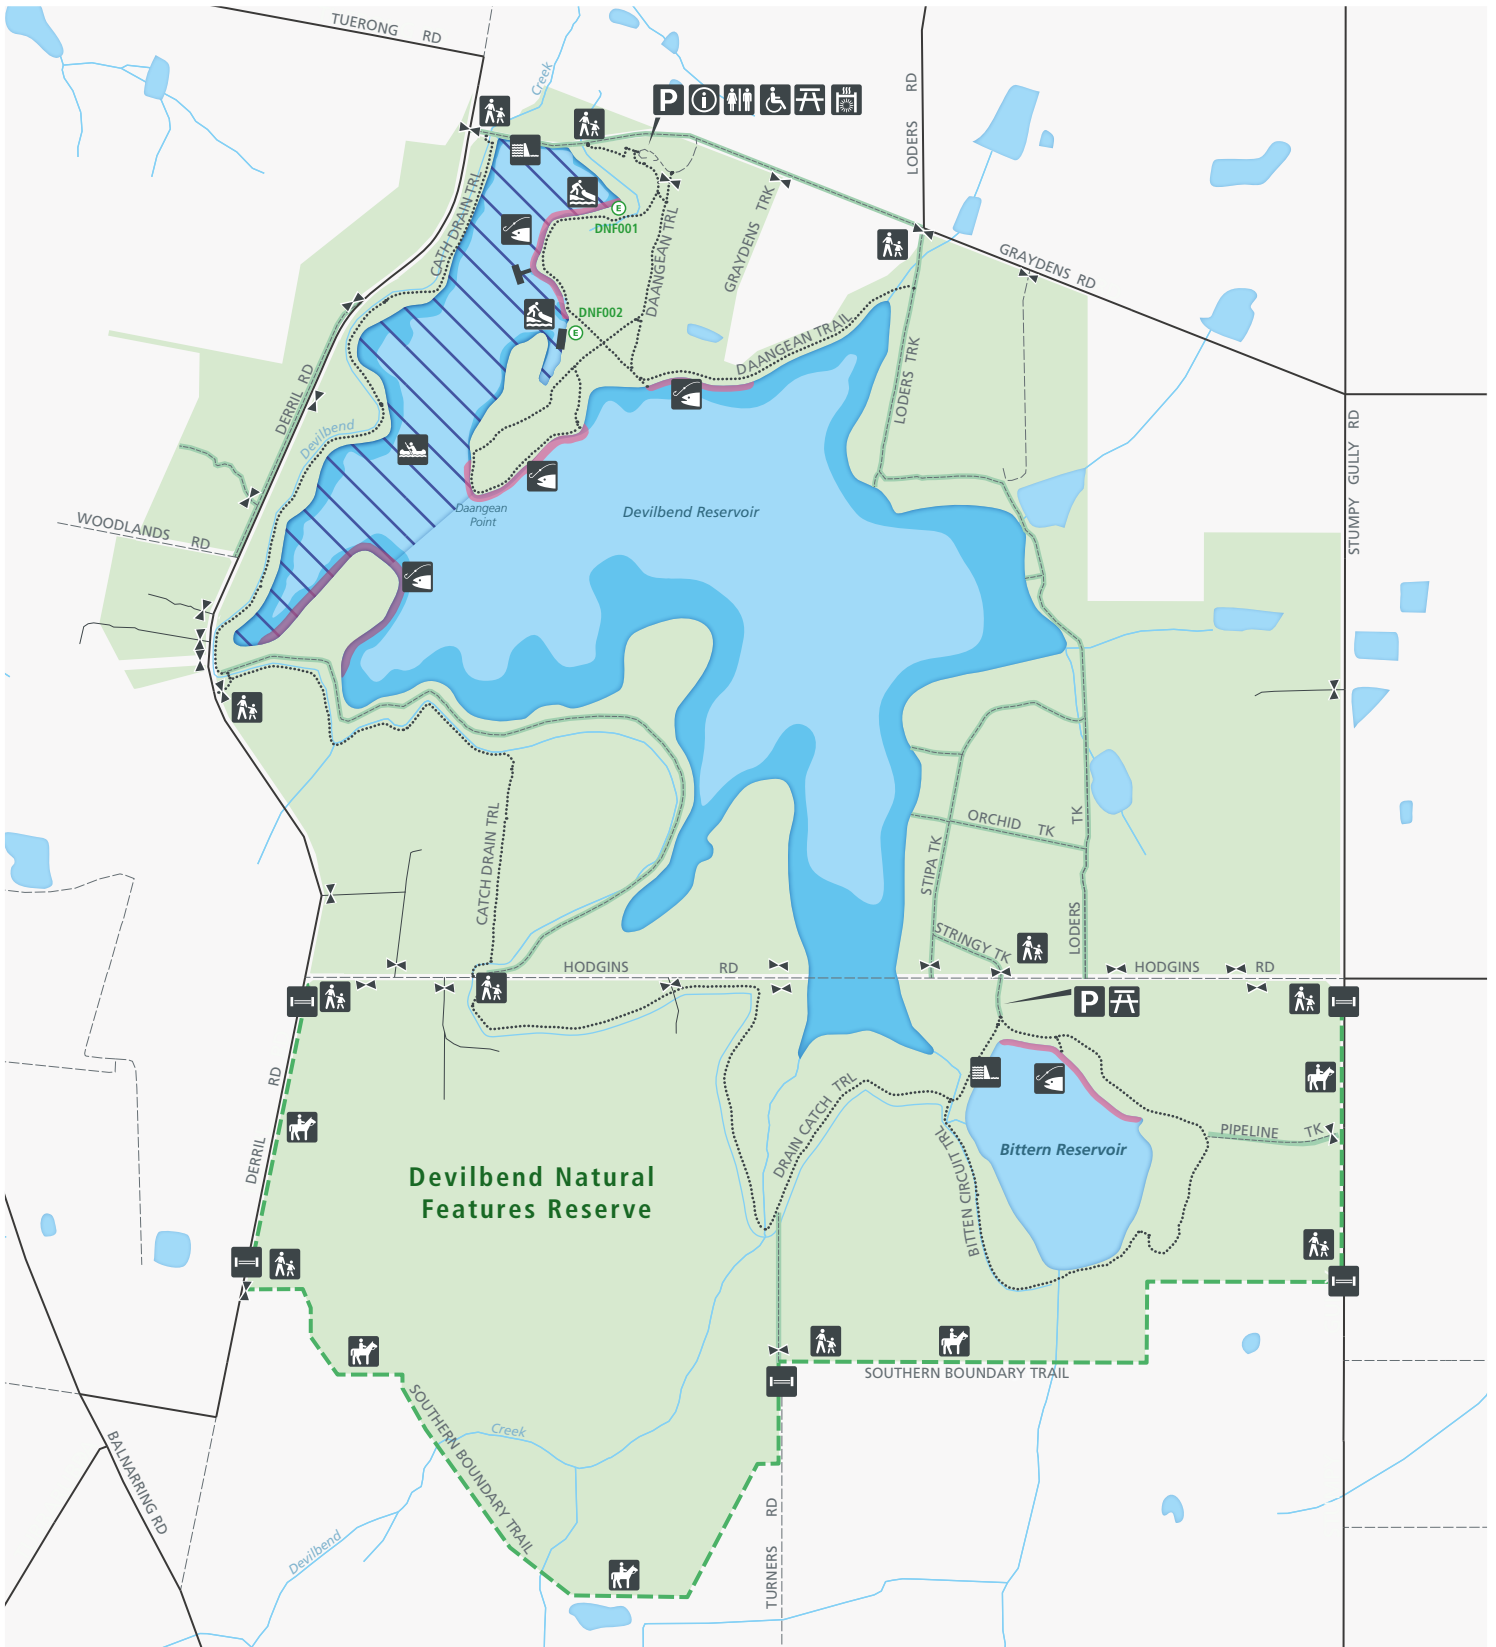 TUERONG RD
Creek
P
i
LODERS RD
CATH DRAIN TRL
E
DNF001
DAANGEAN TRL
GRAYDENS TRK
GRAYDENS RD
DNF002
E
DAANGEAN TRAIL
LODERS TRK
DERRIL RD
Devilbend
STUMPY GULLY RD
Daangean
Point
Devilbend Reservoir
WOODLANDS RD
CATCH DRAIN TRL
ORCHID TK
STIPA TK
LODERS TK
STRINGY TK
HODGINS RD
HODGINS RD
P
DERRIL RD
DRAIN CATCH TRL
BITTEN CIRCUIT TRL
Bittern Reservoir
PIPELINE TK
Devilbend Natural
Features Reserve
SOUTHERN BOUNDARY TRAIL
SOUTHERN BOUNDARY TRAIL
Creek
Devilbend
BALNARRING RD
TURNERS RD